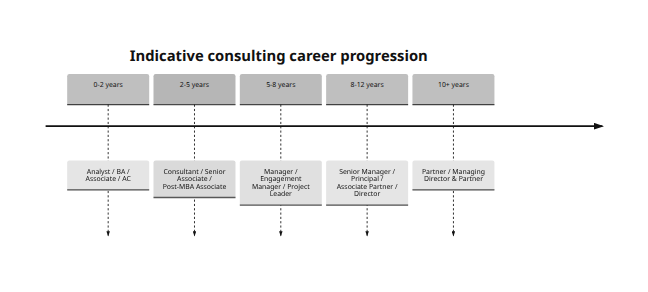 Indicative consulting career progression
0-2 years
2-5 years
5-8 years
8-12 years
10+ years
Analyst / BA /
Associate / AC
Consultant / Senior
Associate /
Post-MBA Associate
Manager /
Engagement
Manager / Project
Leader
Senior Manager /
Principal /
Associate Partner /
Director
Partner / Managing
Director & Partner